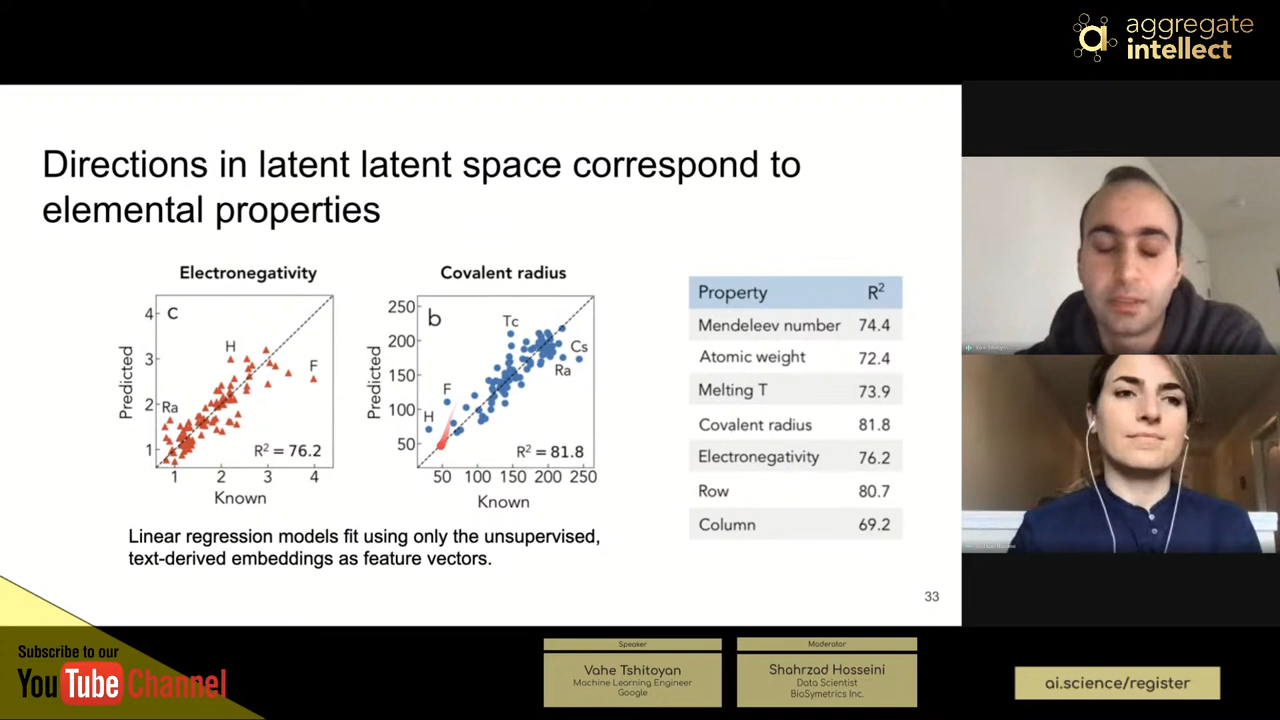 aggregate
intellect
Directions in latent latent space correspond to
elemental properties
Electronegativity
4
3
2
1
C
H
F
Ra
R² = 76.2
Predicted
1 2 3 4
Known
Covalent radius
250
200
150
100
50
b
Tc
Cs
Ra
F
H
R² = 81.8
Predicted
50 100 150 200 250
Known
Property R²
Mendeleev number 74.4
Atomic weight 72.4
Melting T 73.9
Covalent radius 81.8
Electronegativity 76.2
Row 80.7
Column 69.2
Linear regression models fit using only the unsupervised,
text-derived embeddings as feature vectors.
33
Subscribe to our
YouTube Channel
Speaker
Vahe Tshitoyan
Machine Learning Engineer
Google
Moderator
Shahrzad Hosseini
Data Scientist
BioSymetrics Inc.
ai.science/register